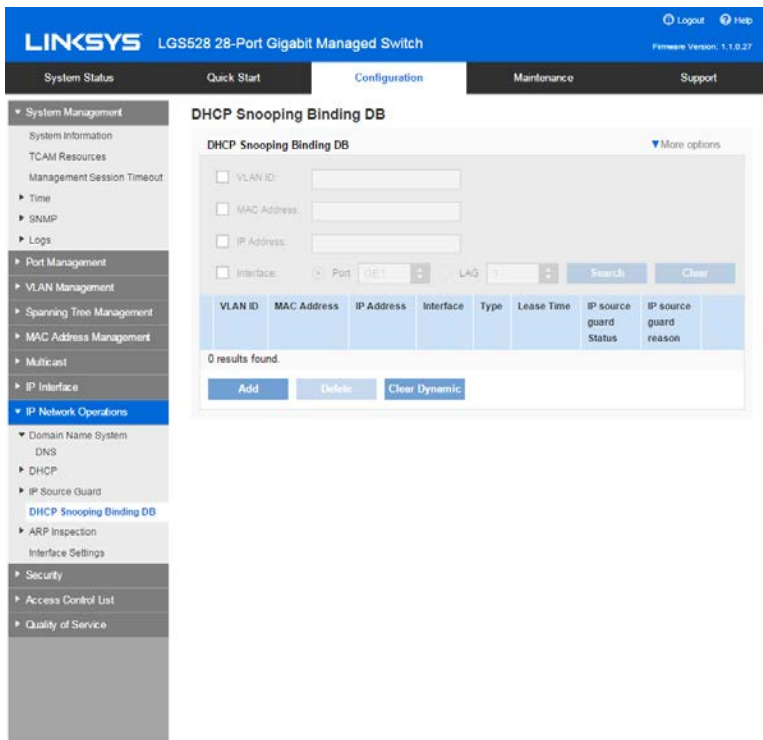 Logout Help
LINKSYS LGS528 28-Port Gigabit Managed Switch
Firmware Version: 1.1.0.27
System Status Quick Start Configuration Maintenance Support
System Management
System Information
TCAM Resources
Management Session Timeout
Time
SNMP
Logs
Port Management
VLAN Management
Spanning Tree Management
MAC Address Management
Multicast
IP Interface
IP Network Operations
Domain Name System
DNS
DHCP
IP Source Guard
DHCP Snooping Binding DB
ARP Inspection
Interface Settings
Security
Access Control List
Quality of Service
DHCP Snooping Binding DB
DHCP Snooping Binding DB More options
VLAN ID:
MAC Address:
IP Address:
Interface: Port GE1 LAG 1 Search Clear
VLAN ID MAC Address IP Address Interface Type Lease Time IP source guard Status IP source guard reason
0 results found.
Add Delete Clear Dynamic